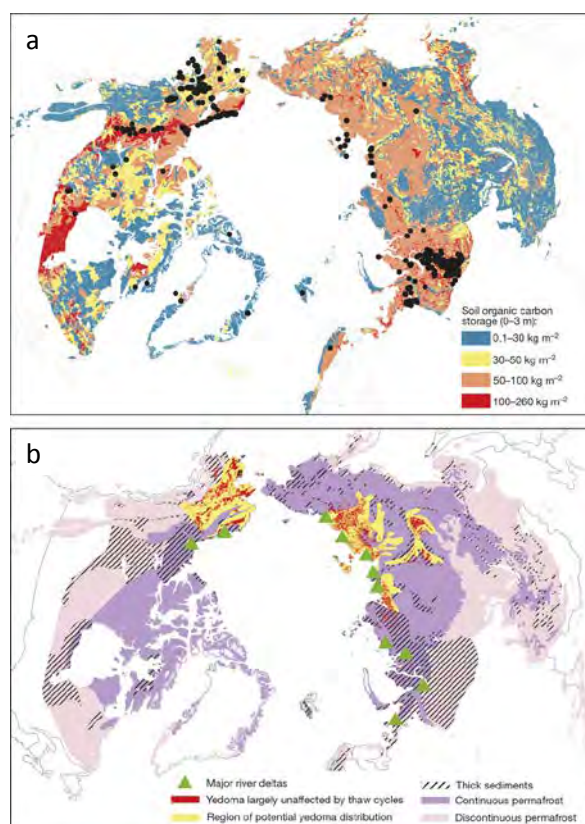 a
Soil organic carbon
storage (0–3 m):
0.1–30 kg m⁻²
30–50 kg m⁻²
50–100 kg m⁻²
100–260 kg m⁻²
b
Major river deltas
Yedoma largely unaffected by thaw cycles
Region of potential yedoma distribution
Thick sediments
Continuous permafrost
Discontinuous permafrost